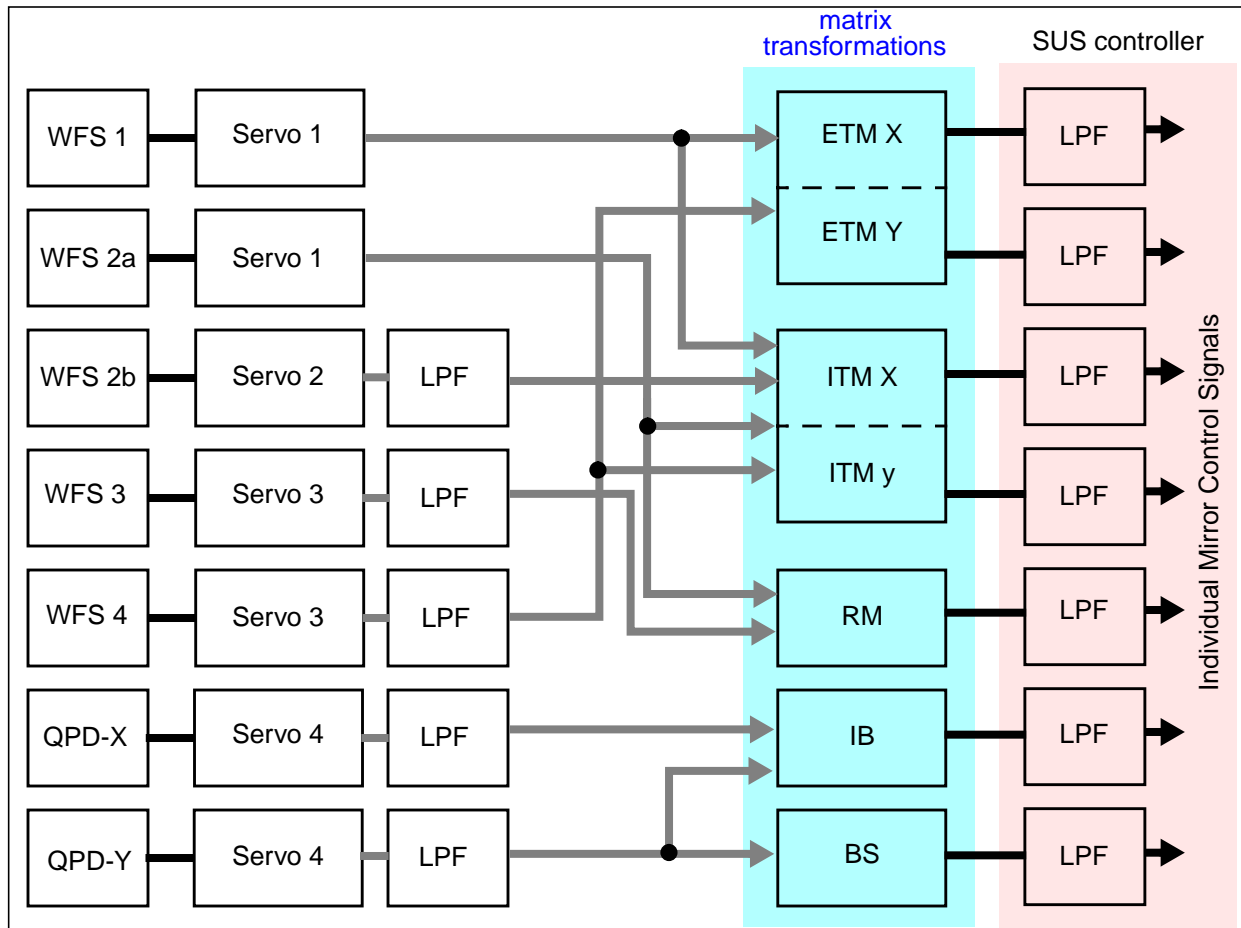 matrix
transformations
SUS controller
WFS 1
Servo 1
ETM X
LPF
WFS 2a
Servo 1
ETM Y
LPF
WFS 2b
Servo 2
LPF
ITM X
LPF
WFS 3
Servo 3
LPF
ITM y
LPF
WFS 4
Servo 3
LPF
RM
LPF
QPD-X
Servo 4
LPF
IB
LPF
QPD-Y
Servo 4
LPF
BS
LPF
Individual Mirror Control Signals